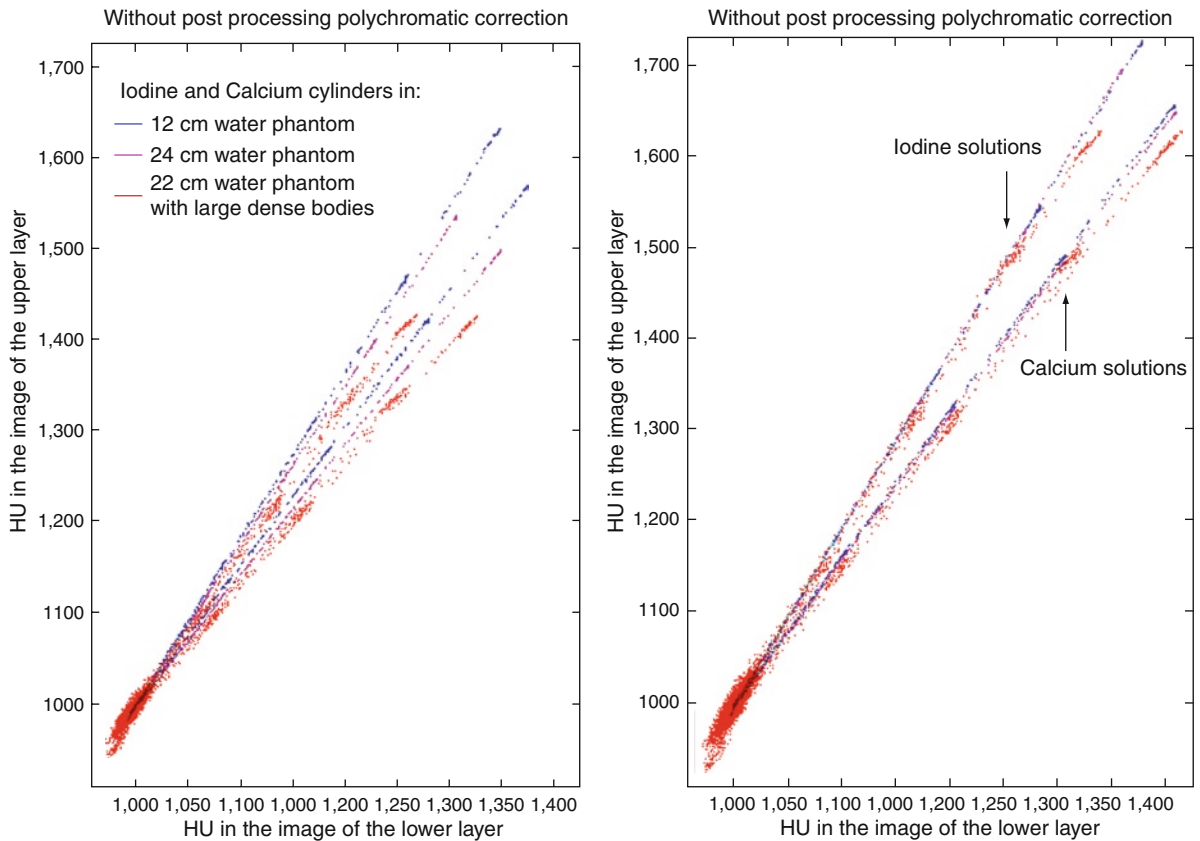 Without post processing polychromatic correction
1,700
1,600
1,500
1,400
1,300
1,200
1,100
1000
HU in the image of the upper layer
Iodine and Calcium cylinders in:
12 cm water phantom
24 cm water phantom
22 cm water phantom
with large dense bodies
1,000 1,050 1,100 1,000 1,200 1,250 1,300 1,350 1,400
HU in the image of the lower layer
Without post processing polychromatic correction
1,700
1,600
1,500
1,400
1,300
1,200
1100
1000
HU in the image of the upper layer
Iodine solutions
Calcium solutions
1,000 1,050 1,100 1,000 1,200 1,250 1,300 1,350 1,400
HU in the image of the lower layer